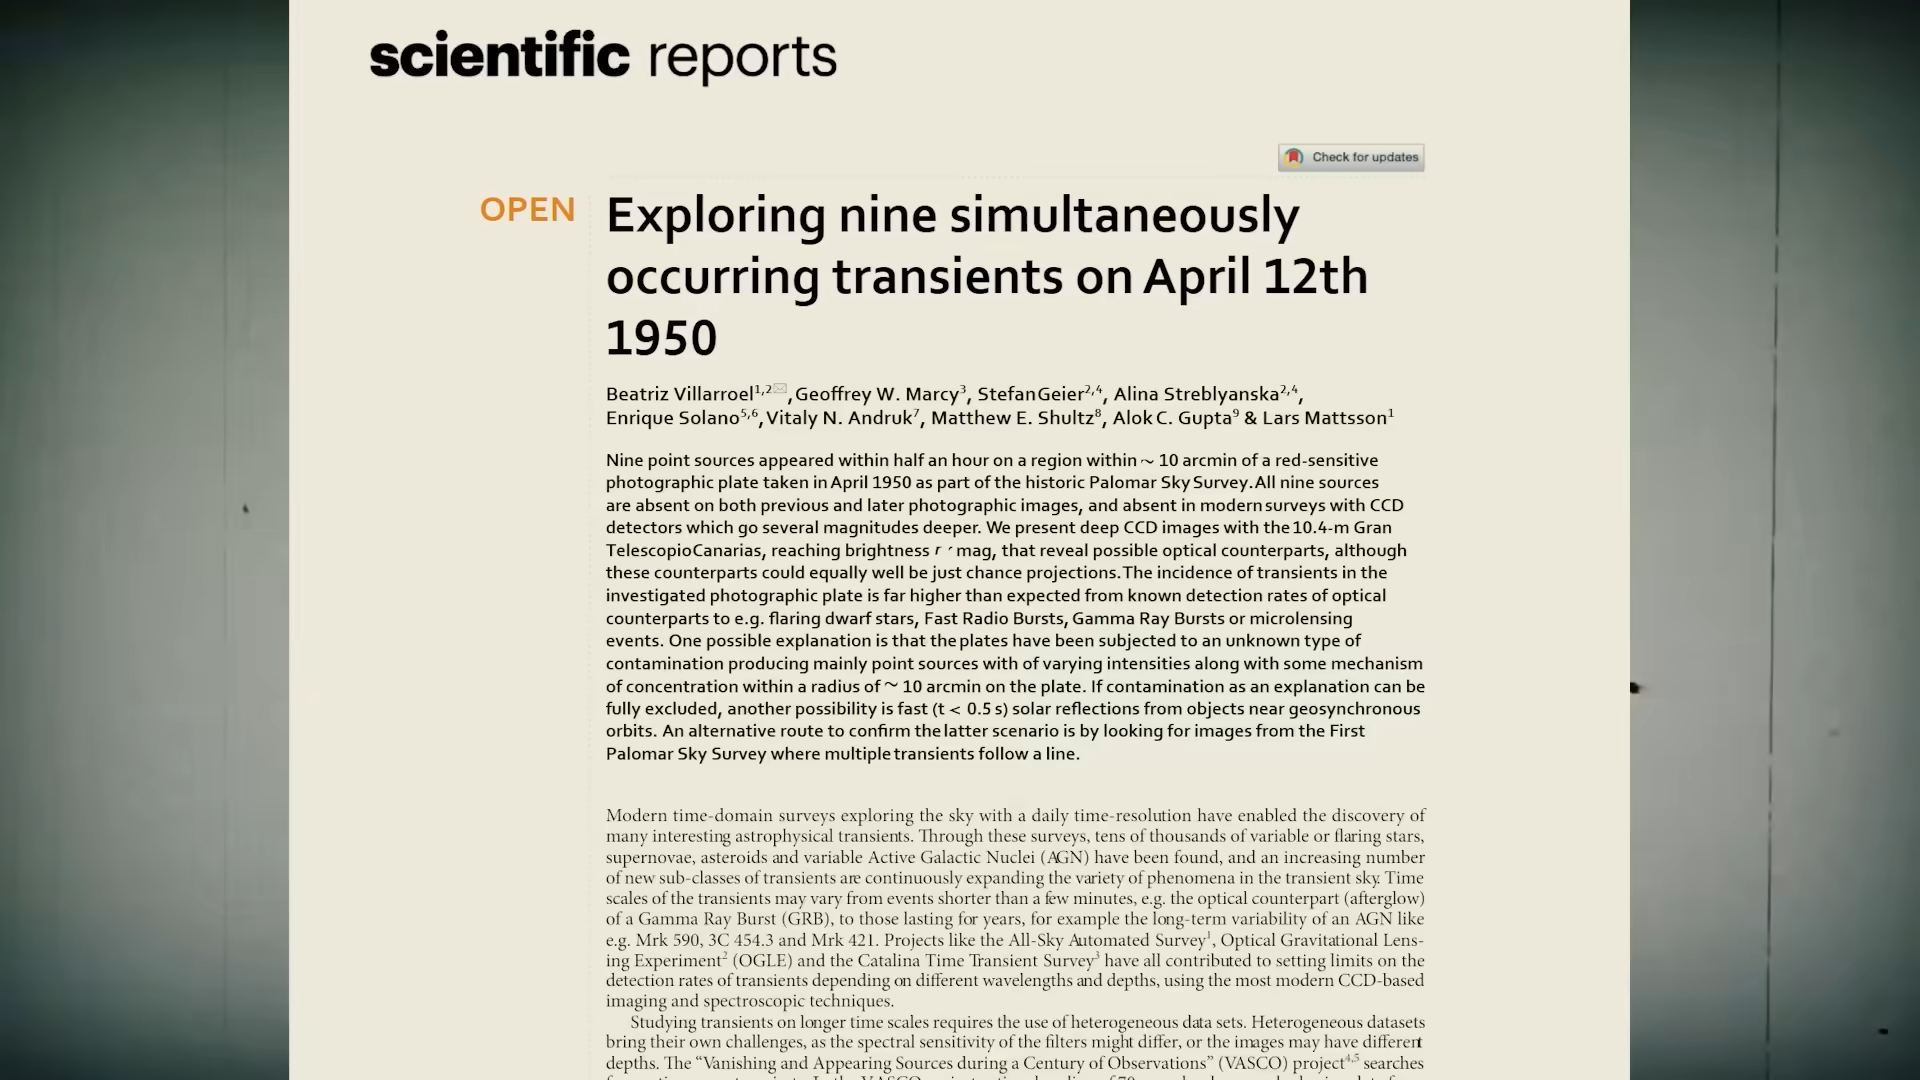 scientific reports
Check for updates
OPEN
Exploring nine simultaneously
occurring transients on April 12th
1950
Beatriz Villarroel1,2✉, Geoffrey W. Marcy3, Stefan Geier2,4, Alina Streblyanska2,4,
Enrique Solano5,6, Vitaly N. Andruk7, Matthew E. Shultz8, Alok C. Gupta9 & Lars Mattsson1
Nine point sources appeared within half an hour on a region within ~ 10 arcmin of a red-sensitive
photographic plate taken in April 1950 as part of the historic Palomar Sky Survey. All nine sources
are absent on both previous and later photographic images, and absent in modern surveys with CCD
detectors which go several magnitudes deeper. We present deep CCD images with the 10.4-m Gran
Telescopio Canarias, reaching brightness r mag, that reveal possible optical counterparts, although
these counterparts could equally well be just chance projections. The incidence of transients in the
investigated photographic plate is far higher than expected from known detection rates of optical
counterparts to e.g. flaring dwarf stars, Fast Radio Bursts, Gamma Ray Bursts or microlensing
events. One possible explanation is that the plates have been subjected to an unknown type of
contamination producing mainly point sources with of varying intensities along with some mechanism
of concentration within a radius of ~ 10 arcmin on the plate. If contamination as an explanation can be
fully excluded, another possibility is fast (t < 0.5 s) solar reflections from objects near geosynchronous
orbits. An alternative route to confirm the latter scenario is by looking for images from the First
Palomar Sky Survey where multiple transients follow a line.
Modern time-domain surveys exploring the sky with a daily time-resolution have enabled the discovery of
many interesting astrophysical transients. Through these surveys, tens of thousands of variable or flaring stars,
supernovae, asteroids and variable Active Galactic Nuclei (AGN) have been found, and an increasing number
of new sub-classes of transients are continuously expanding the variety of phenomena in the transient sky. Time
scales of the transients may vary from events shorter than a few minutes, e.g. the optical counterpart (afterglow)
of a Gamma Ray Burst (GRB), to those lasting for years, for example the long-term variability of an AGN like
e.g. Mrk 590, 3C 454.3 and Mrk 421. Projects like the All-Sky Automated Survey1, Optical Gravitational Lens-
ing Experiment2 (OGLE) and the Catalina Time Transient Survey3 have all contributed to setting limits on the
detection rates of transients depending on different wavelengths and depths, using the most modern CCD-based
imaging and spectroscopic techniques.
Studying transients on longer time scales requires the use of heterogeneous data sets. Heterogeneous datasets
bring their own challenges, as the spectral sensitivity of the filters might differ, or the images may have different
depths. The “Vanishing and Appearing Sources during a Century of Observations” (VASCO) project4,5 searches